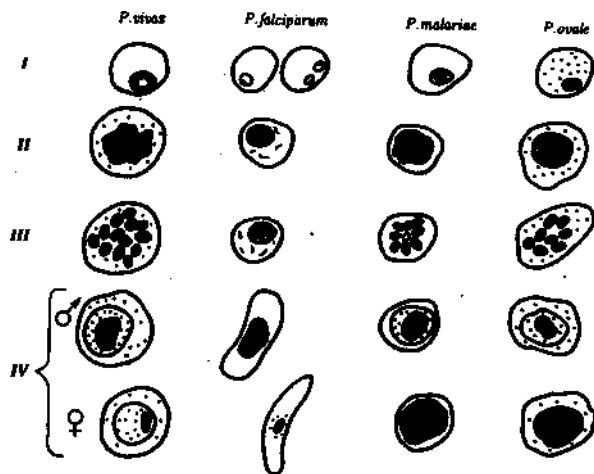 P.vivax P.falciparum P.malariae P.ovale
I
II
III
♂
IV
♀